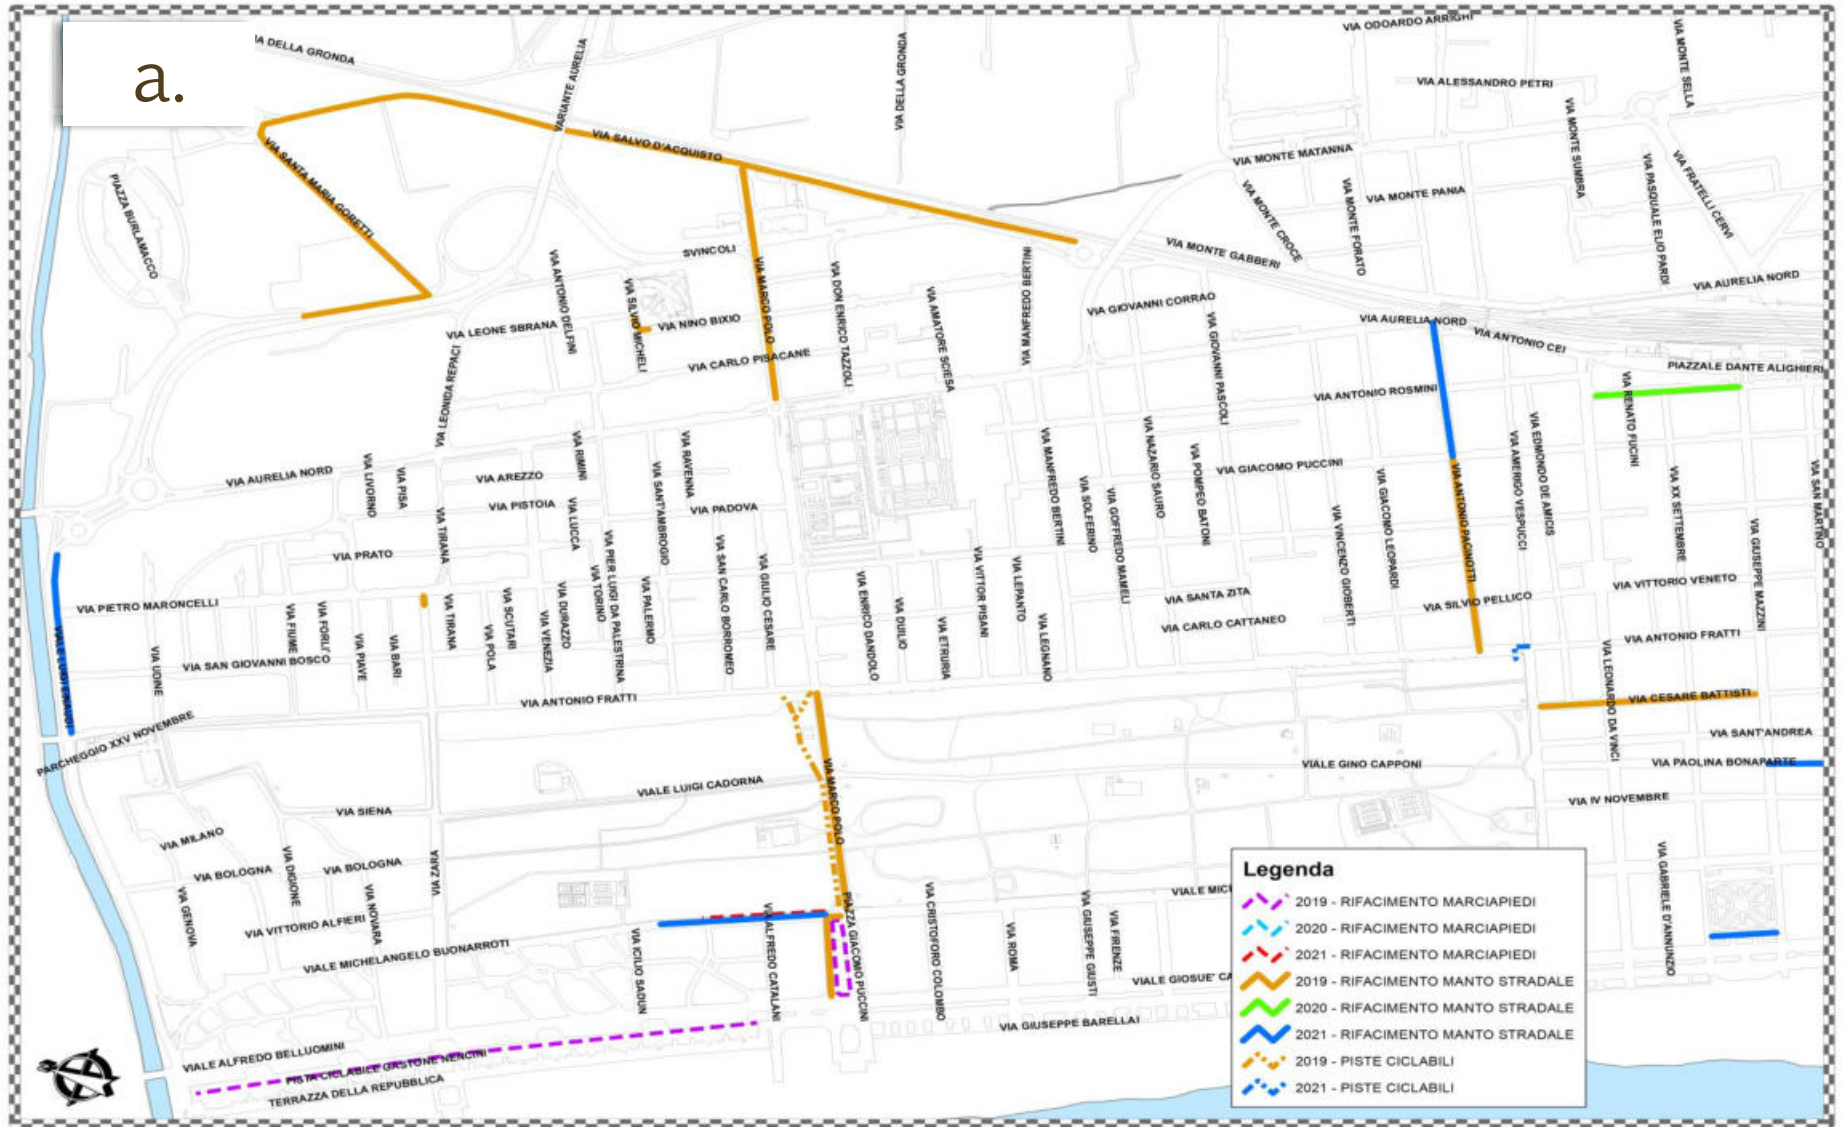 a.
VIA ODOARDO ARRIGHI
VIA DELLA GRONDA
VARIANTE AURELIA
VIA DELLA GRONDA
VIA MONTE SELLA
VIA ALESSANDRO PETRI
VIA SALVO D'ACQUISTO
VIA SANTA MARIA GORETTI
PIAZZA BURLAMACCO
VIA MONTE MATANNA
VIA MONTE SUMBRA
VIA PASQUALE ELIO PARDI
VIA FRATELLI CERVI
VIA MONTE CROCE
VIA MONTE FORATO
VIA MONTE PANIA
SVINCOLI
VIA MONTE GABBERI
VIA AURELIA NORD
VIA ANTONIO DELFINI
VIA SILVIO MICHELI
VIA MARCO POLO
VIA DON ENRICO TAZZOLI
VIA AMATORE SCIESA
VIA MANFREDO BERTINI
VIA GIOVANNI CORRAO
VIA GIOVANNI PASCOLI
VIA LEONE SBRANA
VIA NINO BIXIO
VIA AURELIA NORD
VIA ANTONIO CEI
VIA LEONIDA REPACI
VIA CARLO PISACANE
PIAZZALE DANTE ALIGHIERI
VIA ANTONIO ROSMINI
VIA RENATO FUCINI
VIA AURELIA NORD
VIA LIVORNO
VIA PISA
VIA AREZZO
VIA RIMINI
VIA SANT'AMBROGIO
VIA RAVENNA
VIA MANFREDO BERTINI
VIA SOLFERINO
VIA GOFFREDO MAMELI
VIA NAZARIO SAURO
VIA POMPEO BATONI
VIA GIACOMO PUCCINI
VIA GIACOMO LEOPARDI
VIA ANTONIO PACINOTTI
VIA AMERIGO VESPUCCI
VIA EDMONDO DE AMICIS
VIA XX SETTEMBRE
VIA SAN MARTINO
VIA TIRANA
VIA PISTOIA
VIA LUCCA
VIA PADOVA
VIA VINCENZO GIOBERTI
VIA GIUSEPPE MAZZINI
VIA PRATO
VIA PIER LUIGI DA PALESTRINA
VIA TORINO
VIA SAN CARLO BORROMEO
VIA GIULIO CESARE
VIA VITTOR PISANI
VIA LEPANTO
VIA VITTORIO VENETO
VIA PIETRO MARONCELLI
VIA FIUME
VIA FORLI'
VIA TIRANA
VIA SCUTARI
VIA DURAZZO
VIA PALERMO
VIA ENRICO DANDOLO
VIA DUILIO
VIA ETRURIA
VIA LEGNANO
VIA SANTA ZITA
VIA SILVIO PELLICO
VIALE LUIGI EINAUDI
VIA UDINE
VIA PIAVE
VIA BARI
VIA POLA
VIA VENEZIA
VIA CARLO CATTANEO
VIA ANTONIO FRATTI
VIA SAN GIOVANNI BOSCO
VIA LEONARDO DA VINCI
VIA ANTONIO FRATTI
VIA CESARE BATTISTI
PARCHEGGIO XXV NOVEMBRE
VIA SANT'ANDREA
VIA MARCO POLO
VIALE GINO CAPPONI
VIA PAOLINA BONAPARTE
VIALE LUIGI CADORNA
VIA IV NOVEMBRE
VIA SIENA
VIA MILANO
VIA BOLOGNA
VIA DIGIONE
VIA BOLOGNA
VIA ZARA
VIA GABRIELE D'ANNUNZIO
VIA GENOVA
VIA NOVARA
VIA VITTORIO ALFIERI
VIA ALFREDO CATALANI
PIAZZA GIACOMO PUCCINI
VIA CRISTOFORO COLOMBO
VIALE MICH
VIA ROMA
VIA GIUSEPPE GIUSTI
VIA FIRENZE
VIALE MICHELANGELO BUONARROTI
VIA ICILIO SADUN
VIALE GIOSUE' CA
VIA GIUSEPPE BARELLAI
VIALE ALFREDO BELLUOMINI
PISTA CICLABILE GASTONE NENCINI
TERRAZZA DELLA REPUBBLICA
Legenda
2019 - RIFACIMENTO MARCIAPIEDI
2020 - RIFACIMENTO MARCIAPIEDI
2021 - RIFACIMENTO MARCIAPIEDI
2019 - RIFACIMENTO MANTO STRADALE
2020 - RIFACIMENTO MANTO STRADALE
2021 - RIFACIMENTO MANTO STRADALE
2019 - PISTE CICLABILI
2021 - PISTE CICLABILI